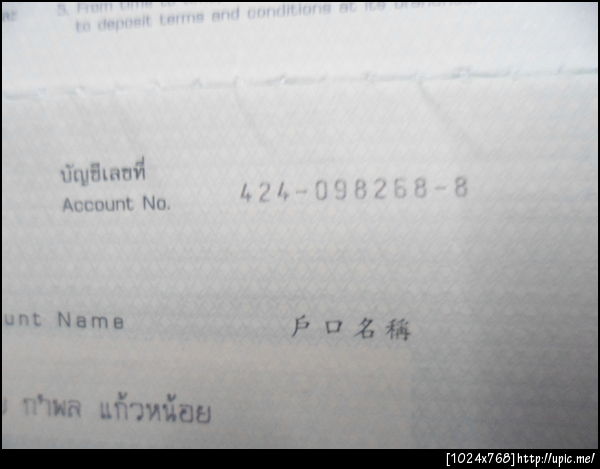 5. From time to
to deposit terms and conditions at its
บัญชีเลขที่
Account No. 424-098268-8
unt Name 戶口名稱
กำพล แก้วหน้อย
[1024x768]http://upic.me/